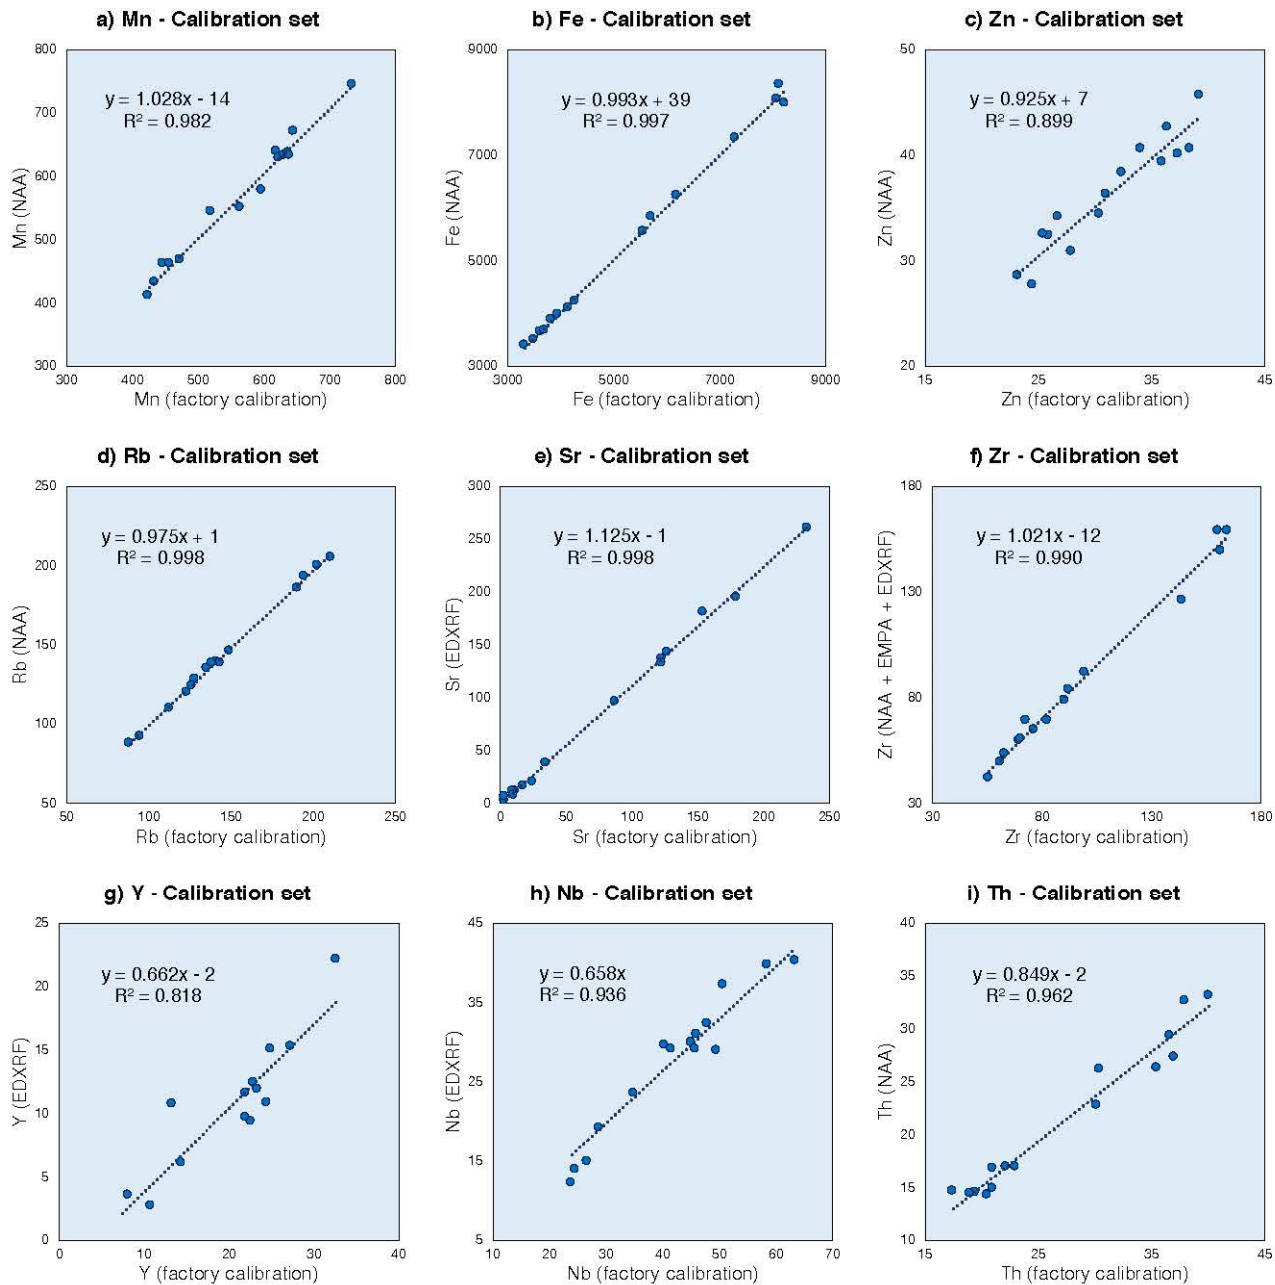 a) Mn - Calibration set
800
700
600
500
400
300
Mn (NAA)
y = 1.028x - 14
R² = 0.982
300 400 500 600 700 800
Mn (factory calibration)
b) Fe - Calibration set
9000
7000
5000
3000
Fe (NAA)
y = 0.993x + 39
R² = 0.997
3000 5000 7000 9000
Fe (factory calibration)
c) Zn - Calibration set
50
40
30
20
Zn (NAA)
y = 0.925x + 7
R² = 0.899
15 25 35 45
Zn (factory calibration)
d) Rb - Calibration set
250
200
150
100
50
Rb (NAA)
y = 0.975x + 1
R² = 0.998
50 100 150 200 250
Rb (factory calibration)
e) Sr - Calibration set
300
250
200
150
100
50
0
Sr (EDXRF)
y = 1.125x - 1
R² = 0.998
0 50 100 150 200 250
Sr (factory calibration)
f) Zr - Calibration set
180
130
80
30
Zr (NAA + EMPA + EDXRF)
y = 1.021x - 12
R² = 0.990
30 80 130 180
Zr (factory calibration)
g) Y - Calibration set
25
20
15
10
5
0
Y (EDXRF)
y = 0.662x - 2
R² = 0.818
0 10 20 30 40
Y (factory calibration)
h) Nb - Calibration set
45
35
25
15
5
Nb (EDXRF)
y = 0.658x
R² = 0.936
10 20 30 40 50 60 70
Nb (factory calibration)
i) Th - Calibration set
40
35
30
25
20
15
10
Th (NAA)
y = 0.849x - 2
R² = 0.962
15 25 35 45
Th (factory calibration)